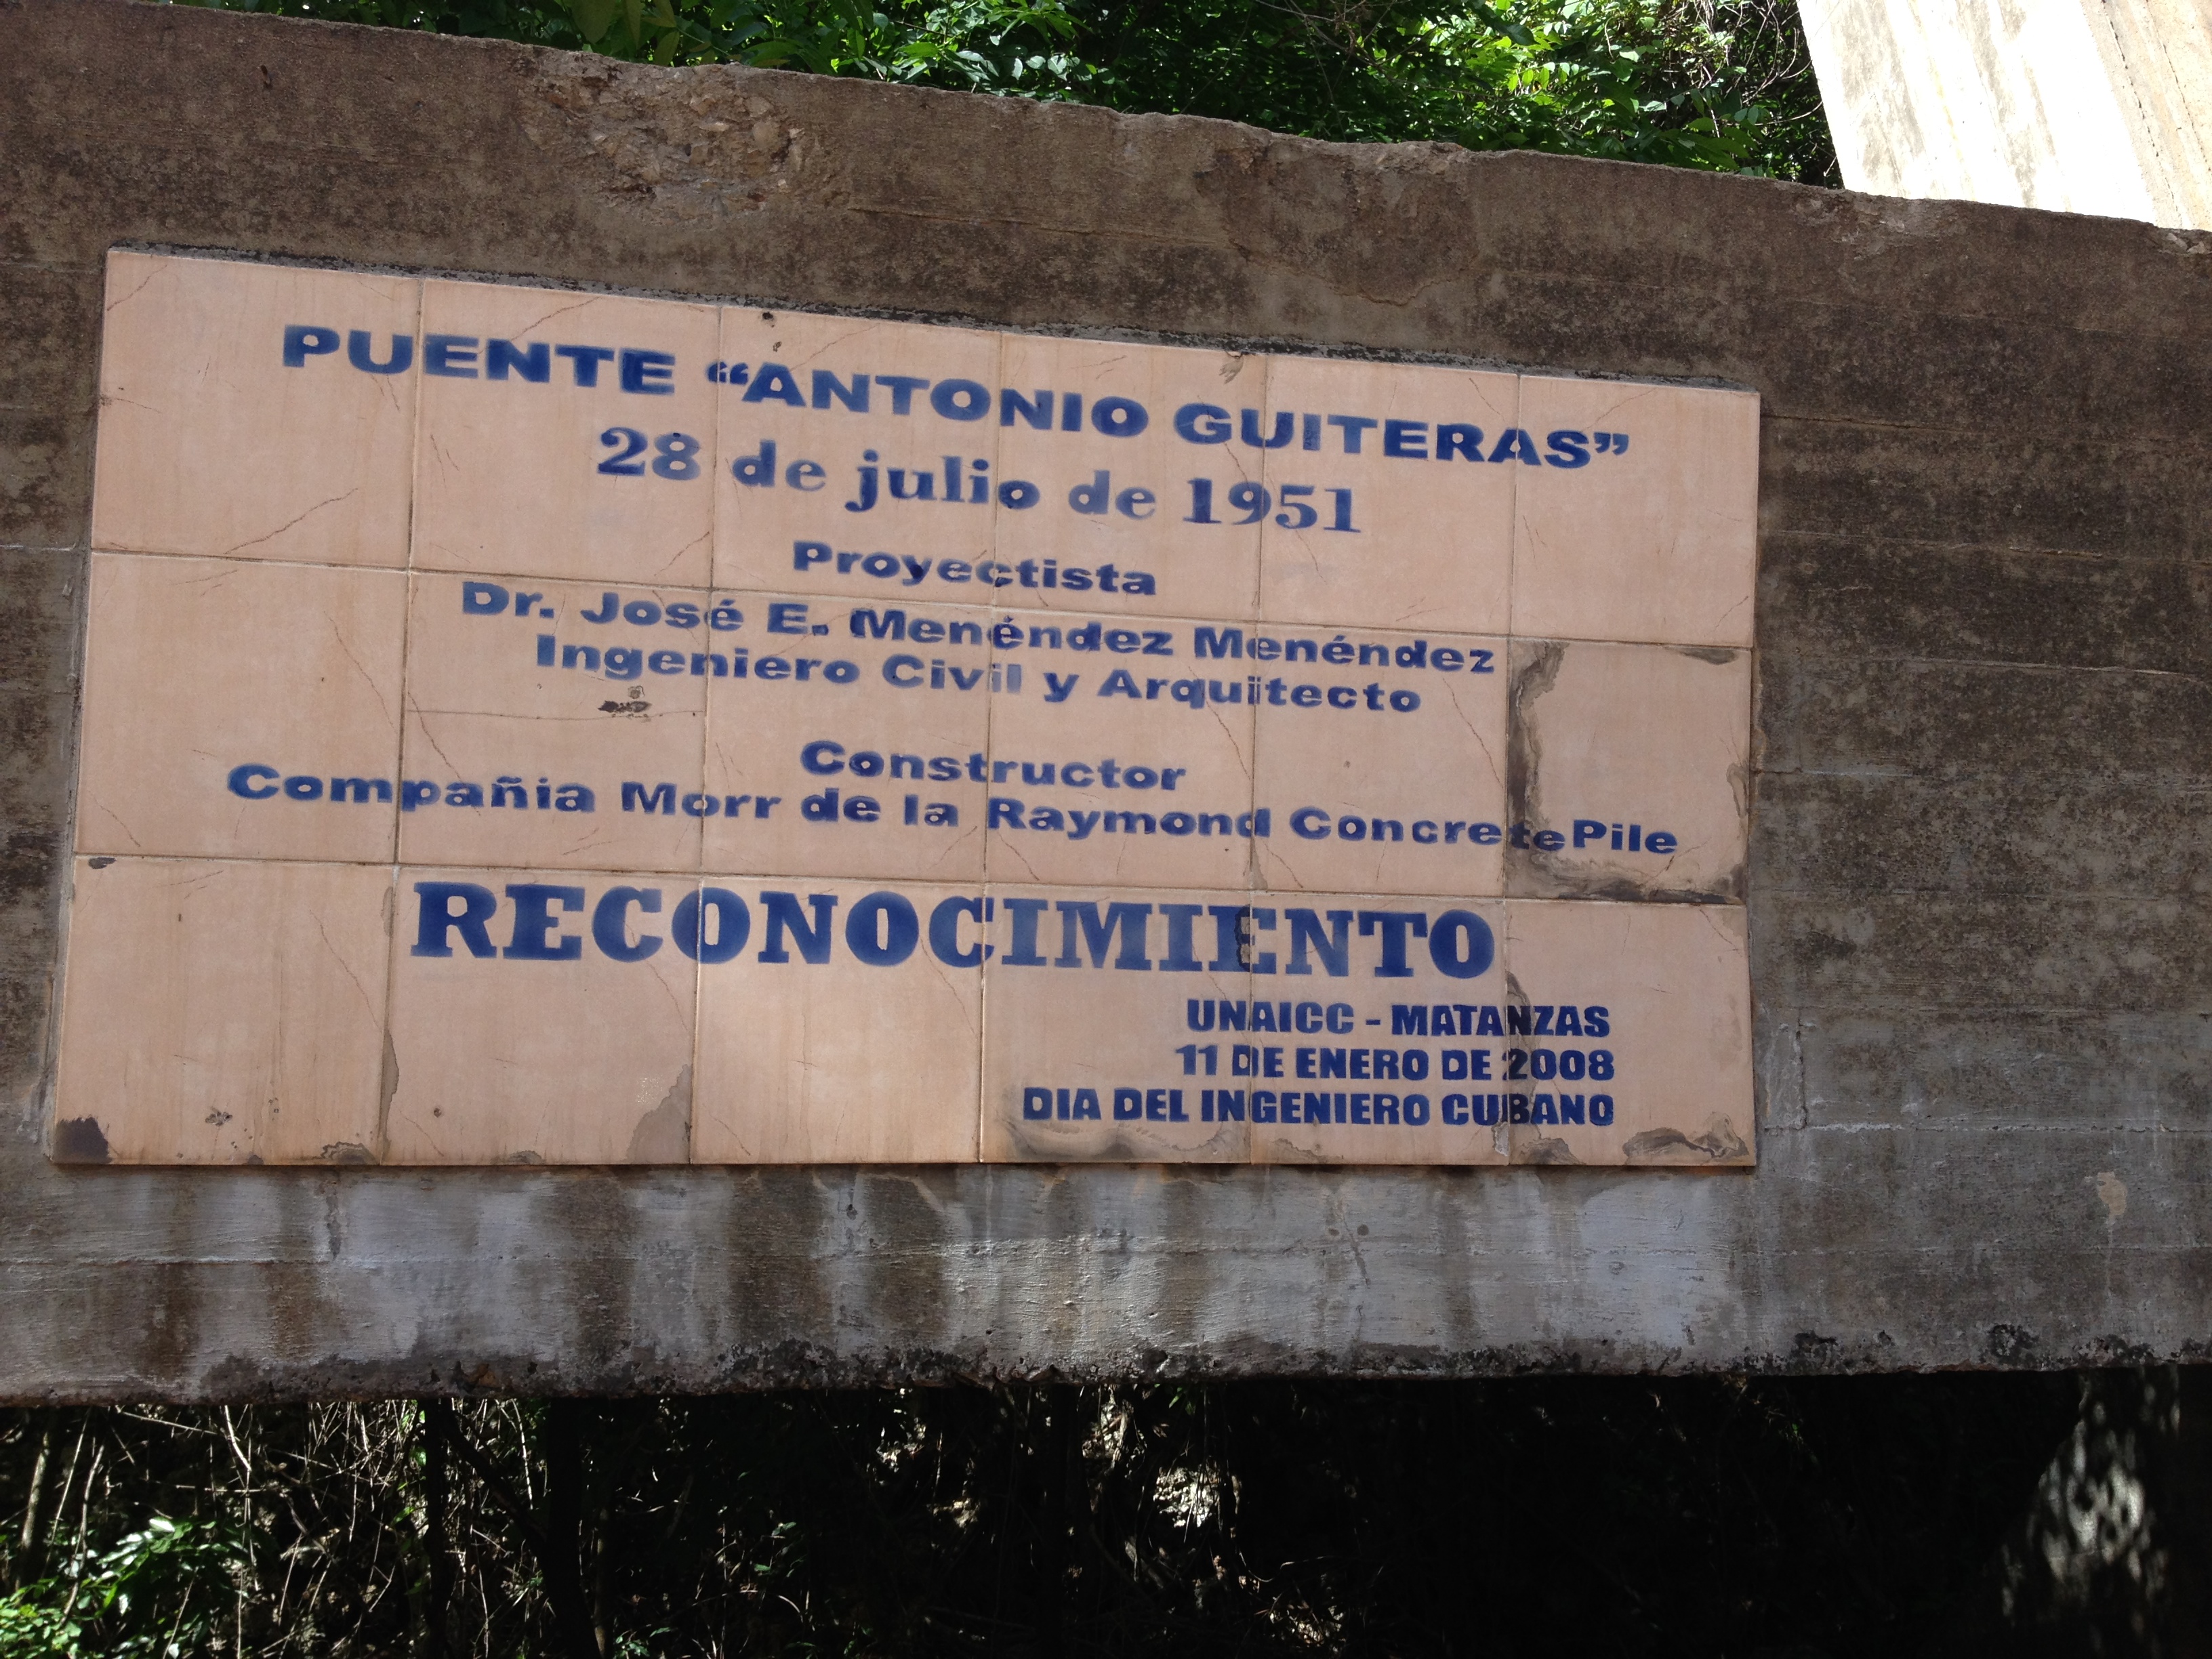 PUENTE “ANTONIO GUITERAS”
28 de julio de 1951
Proyectista
Dr. José E. Menéndez Menéndez
Ingeniero Civil y Arquitecto
Constructor
Compañia Morr de la Raymond ConcretePile
RECONOCIMIENTO
UNAICC - MATANZAS
11 DE ENERO DE 2008
DIA DEL INGENIERO CUBANO